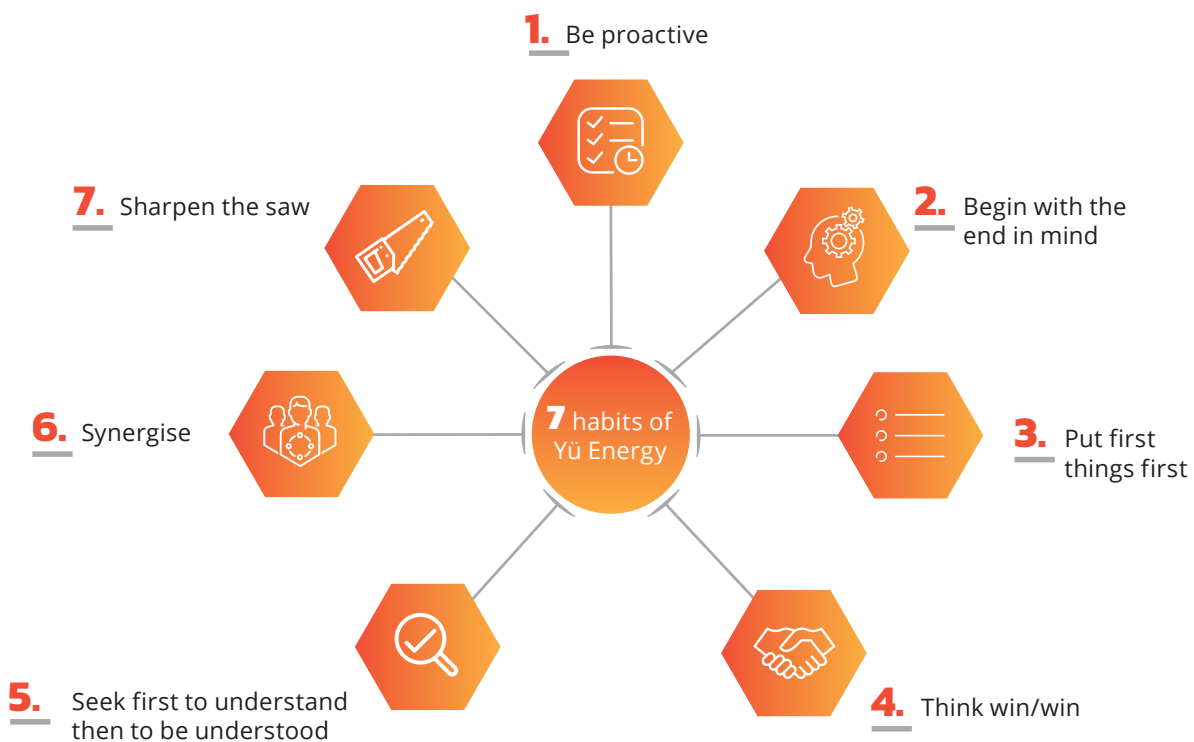 1. Be proactive
2. Begin with the
end in mind
3. Put first
things first
4. Think win/win
5. Seek first to understand
then to be understood
6. Synergise
7. Sharpen the saw
7 habits of
Yü Energy